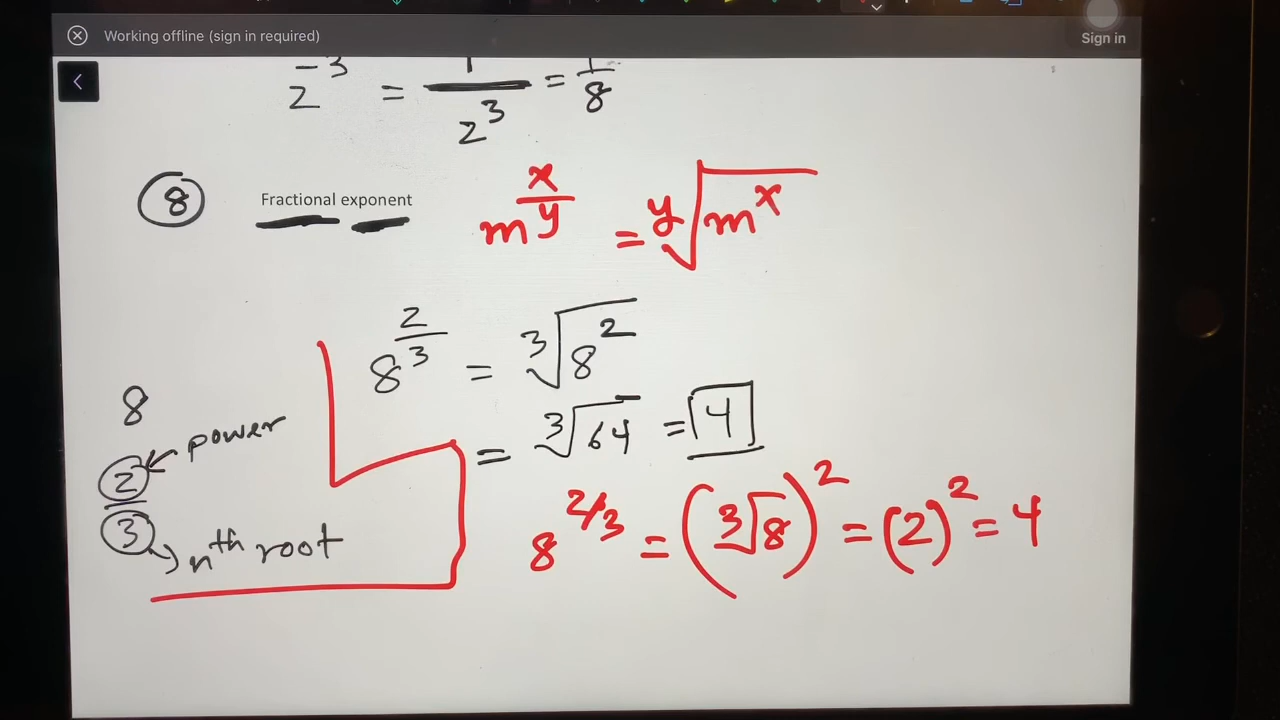 Working offline (sign in required)
Sign in
2^-3 = 1/2^3 = 1/8
8 Fractional exponent m^(x/y) = ʸ√(m^x)
8^(2/3) = ³√(8^2)
= ³√64 = 4
8
2 ← power
3 → nth root
8^(2/3) = (³√8)^2 = (2)^2 = 4